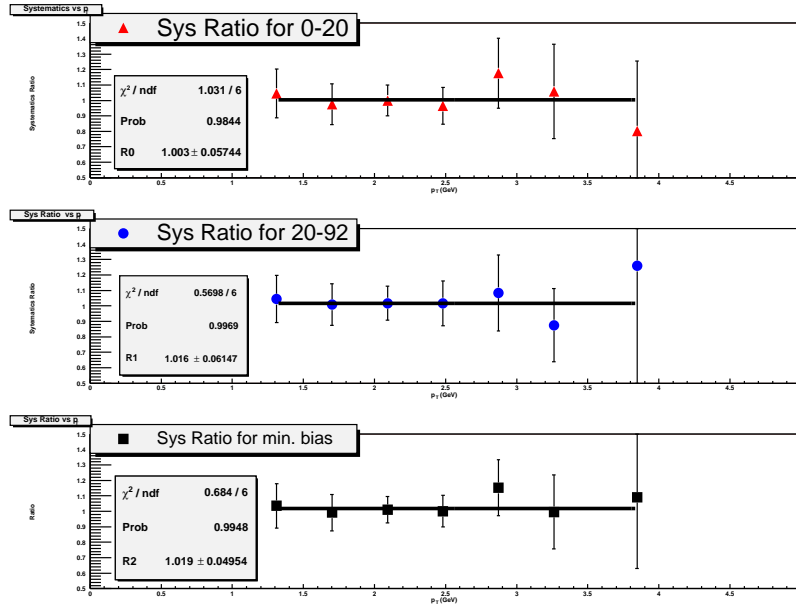 Systematics vs p_T
Sys Ratio for 0-20
1.5
1.4
1.3
1.2
1.1
1
0.9
0.8
0.7
0.6
0.5
Systematics Ratio
χ² / ndf 1.031 / 6
Prob 0.9844
R0 1.003 ± 0.05744
0 0.5 1 1.5 2 2.5 3 3.5 4 4.5
p_T (GeV)
Sys Ratio vs p_T
Sys Ratio for 20-92
1.5
1.4
1.3
1.2
1.1
1
0.9
0.8
0.7
0.6
0.5
Sytematics Ratio
χ² / ndf 0.5698 / 6
Prob 0.9969
R1 1.016 ± 0.06147
0 0.5 1 1.5 2 2.5 3 3.5 4 4.5
p_T (GeV)
Sys Ratio vs p_T
Sys Ratio for min. bias
1.5
1.4
1.3
1.2
1.1
1
0.9
0.8
0.7
0.6
0.5
Ratio
χ² / ndf 0.684 / 6
Prob 0.9948
R2 1.019 ± 0.04954
0 0.5 1 1.5 2 2.5 3 3.5 4 4.5
p_T (GeV)